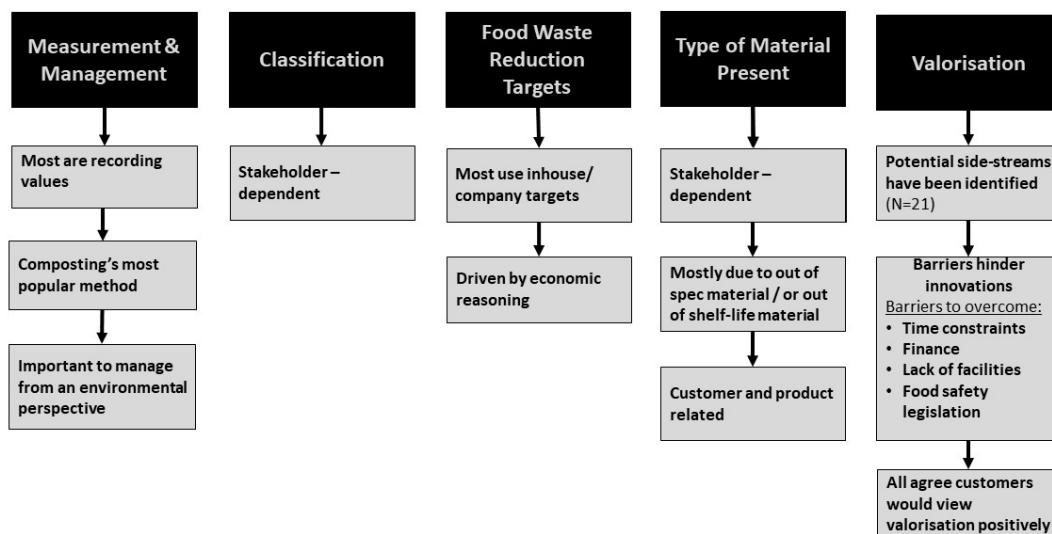 Measurement &
Management
Most are recording
values
Composting's most
popular method
Important to manage
from an environmental
perspective
Classification
Stakeholder –
dependent
Food Waste
Reduction
Targets
Most use inhouse/
company targets
Driven by economic
reasoning
Type of Material
Present
Stakeholder –
dependent
Mostly due to out of
spec material / or out
of shelf-life material
Customer and product
related
Valorisation
Potential side-streams
have been identified
(N=21)
Barriers hinder
innovations
Barriers to overcome:
• Time constraints
• Finance
• Lack of facilities
• Food safety
legislation
All agree customers
would view
valorisation positively